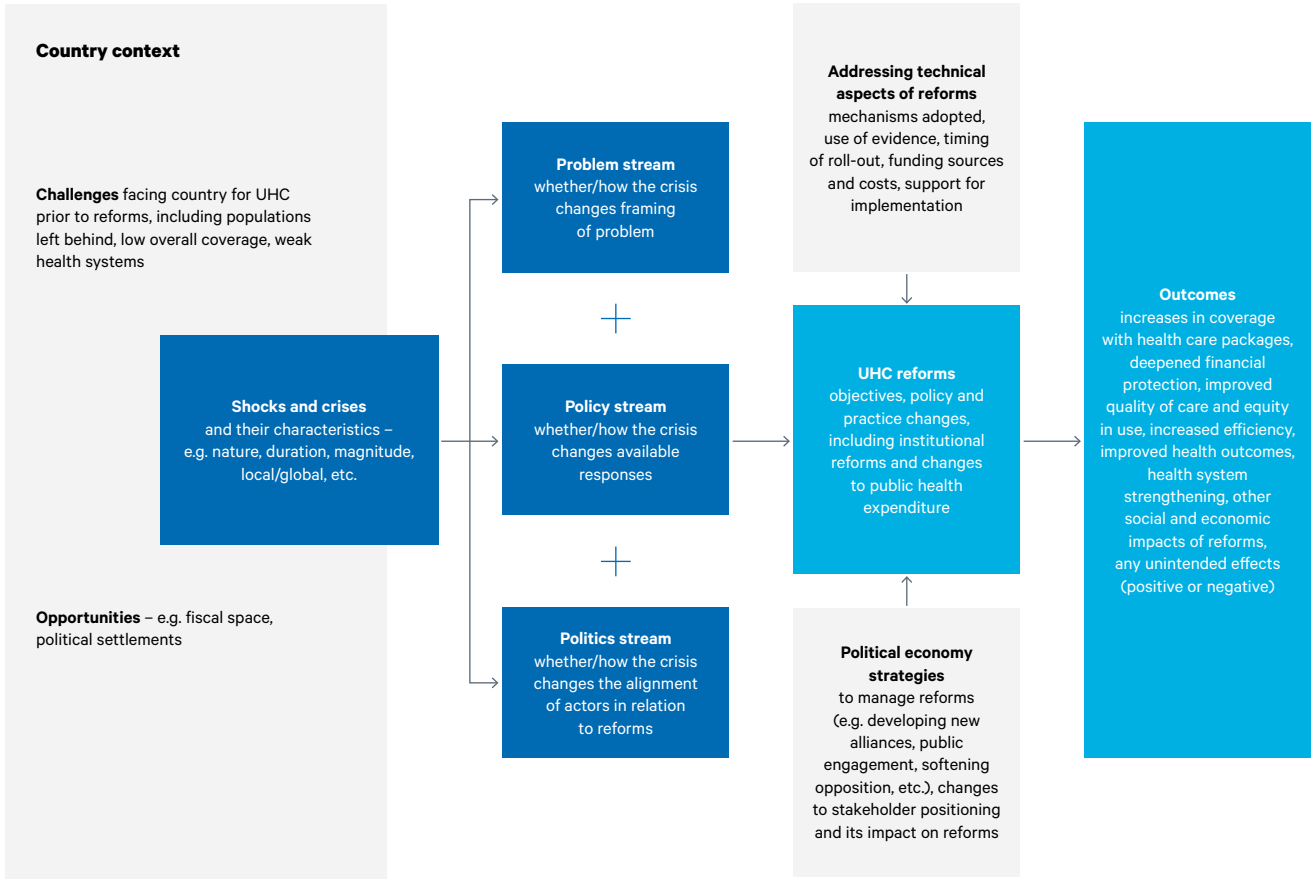 Country context
Challenges facing country for UHC
prior to reforms, including populations
left behind, low overall coverage, weak
health systems
Shocks and crises
and their characteristics –
e.g. nature, duration, magnitude,
local/global, etc.
Opportunities – e.g. fiscal space,
political settlements
Problem stream
whether/how the crisis
changes framing
of problem
Policy stream
whether/how the crisis
changes available
responses
Politics stream
whether/how the crisis
changes the alignment
of actors in relation
to reforms
Addressing technical
aspects of reforms
mechanisms adopted,
use of evidence, timing
of roll-out, funding sources
and costs, support for
implementation
UHC reforms
objectives, policy and
practice changes,
including institutional
reforms and changes
to public health
expenditure
Political economy
strategies
to manage reforms
(e.g. developing new
alliances, public
engagement, softening
opposition, etc.), changes
to stakeholder positioning
and its impact on reforms
Outcomes
increases in coverage
with health care packages,
deepened financial
protection, improved
quality of care and equity
in use, increased efficiency,
improved health outcomes,
health system
strengthening, other
social and economic
impacts of reforms,
any unintended effects
(positive or negative)